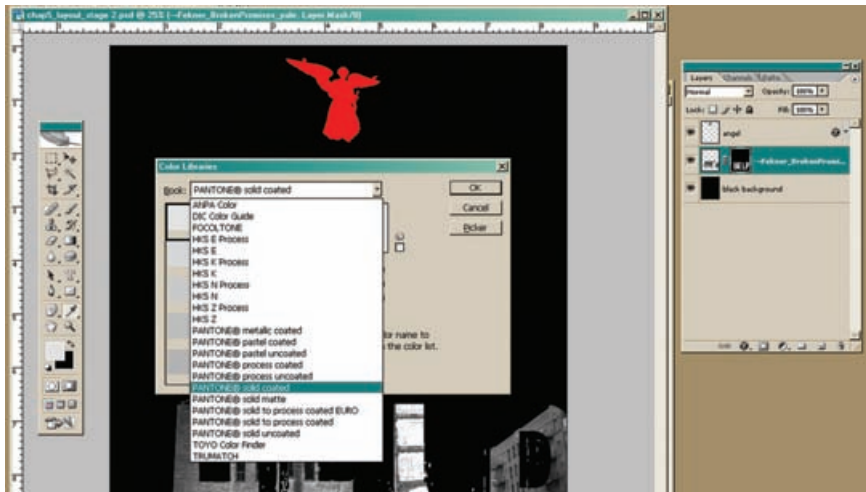 chap5_layout_stage 2.psd @ 25% (~Fekner_BrokenPromises_pale, Layer Mask/8)
Layers Channels Paths
Normal Opacity: 100%
Lock: Fill: 100%
angel
~Fekner_BrokenPromi...
black background
Color Libraries
Book: PANTONE® solid coated
OK
Cancel
Picker
ANPA Color
DIC Color Guide
FOCOLTONE
HKS E Process
HKS E
HKS K Process
HKS K
HKS N Process
HKS N
HKS Z Process
HKS Z
PANTONE® metallic coated
PANTONE® pastel coated
PANTONE® pastel uncoated
PANTONE® process coated
PANTONE® process uncoated
PANTONE® solid coated
PANTONE® solid matte
PANTONE® solid to process coated EURO
PANTONE® solid to process coated
PANTONE® solid uncoated
TOYO Color Finder
TRUMATCH
lor name to
the color list.
D